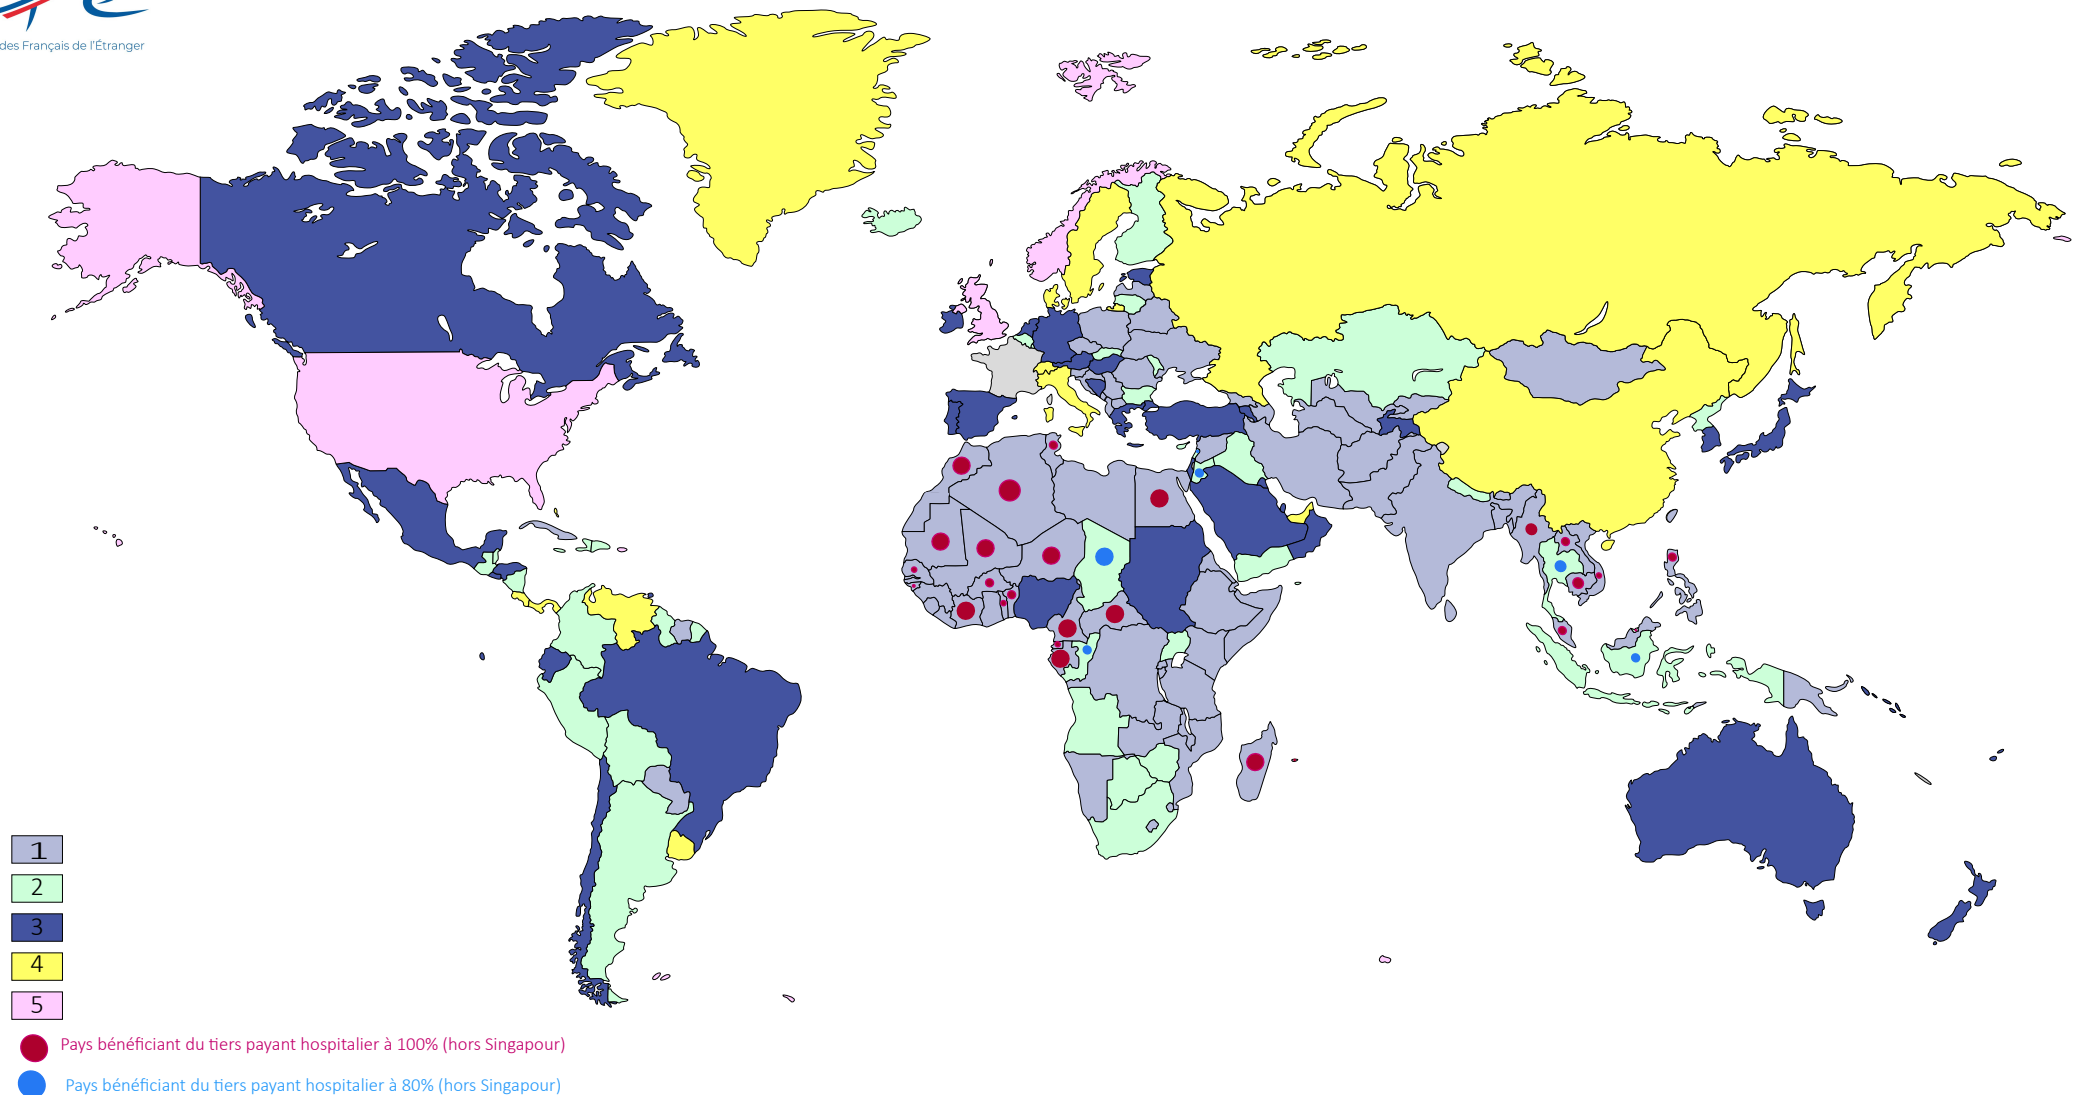 des Français de l'Étranger
1
2
3
4
5
Pays bénéficiant du tiers payant hospitalier à 100% (hors Singapour)
Pays bénéficiant du tiers payant hospitalier à 80% (hors Singapour)